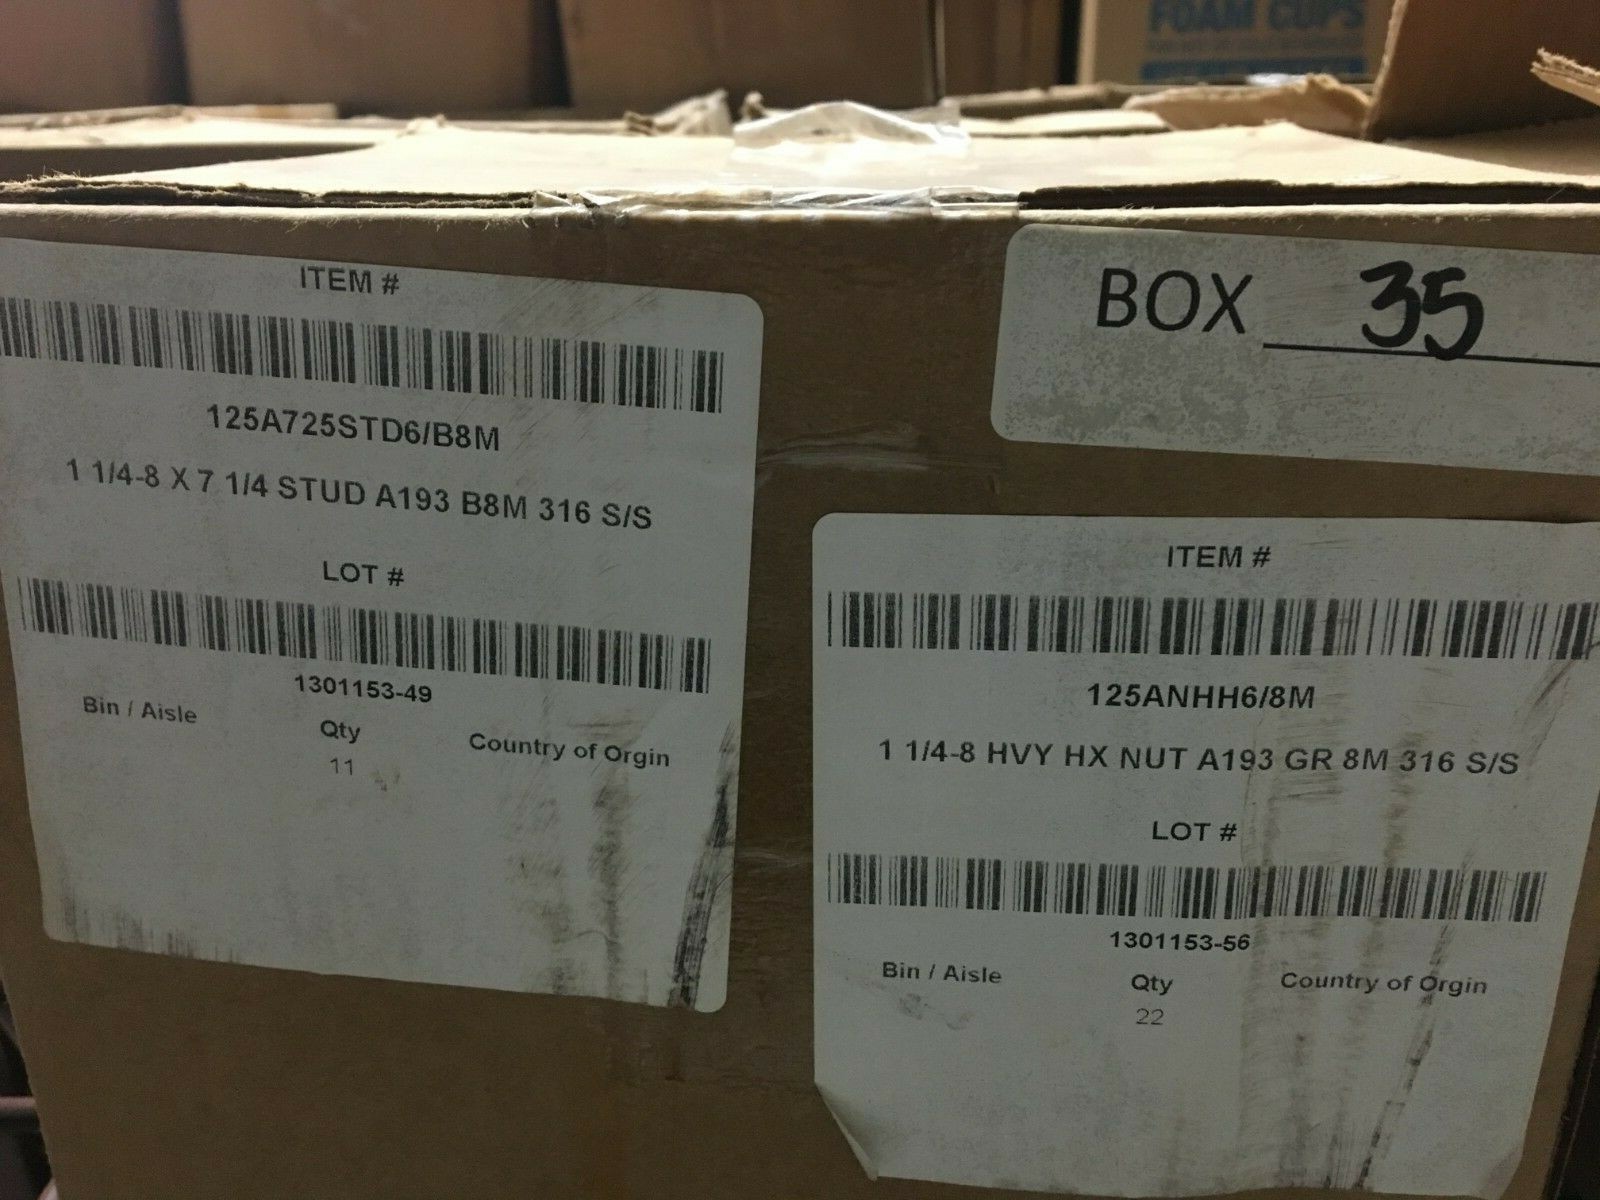 FOAM CUPS
ITEM #
125A725STD6/B8M
1 1/4-8 X 7 1/4 STUD A193 B8M 316 S/S
LOT #
1301153-49
Bin / Aisle
Qty
Country of Orgin
11
BOX 35
ITEM #
125ANHH6/8M
1 1/4-8 HVY HX NUT A193 GR 8M 316 S/S
LOT #
1301153-56
Bin / Aisle
Qty
Country of Orgin
22